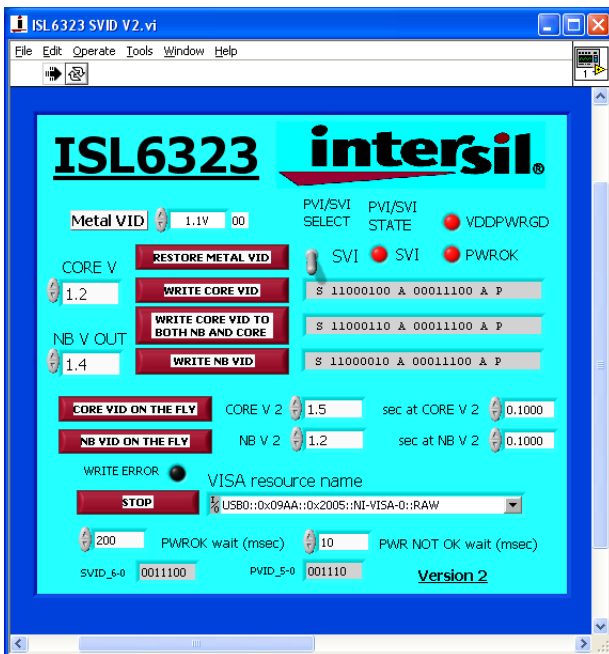 ISL6323 SVID V2.vi
File Edit Operate Tools Window Help
1
ISL6323 intersil®
Metal VID 1.1V 00
PVI/SVI SELECT
PVI/SVI STATE
VDDPWRGD
RESTORE METAL VID
SVI SVI PWROK
CORE V
1.2
WRITE CORE VID
S 11000100 A 00011100 A P
WRITE CORE VID TO BOTH NB AND CORE
S 11000110 A 00011100 A P
NB V OUT
1.4
WRITE NB VID
S 11000010 A 00011100 A P
CORE VID ON THE FLY CORE V 2 1.5 sec at CORE V 2 0.1000
NB VID ON THE FLY NB V 2 1.2 sec at NB V 2 0.1000
WRITE ERROR
VISA resource name
STOP
I/O USB0::0x09AA::0x2005::NI-VISA-0::RAW
200 PWROK wait (msec) 10 PWR NOT OK wait (msec)
SVID_6-0 0011100 PVID_5-0 001110 Version 2